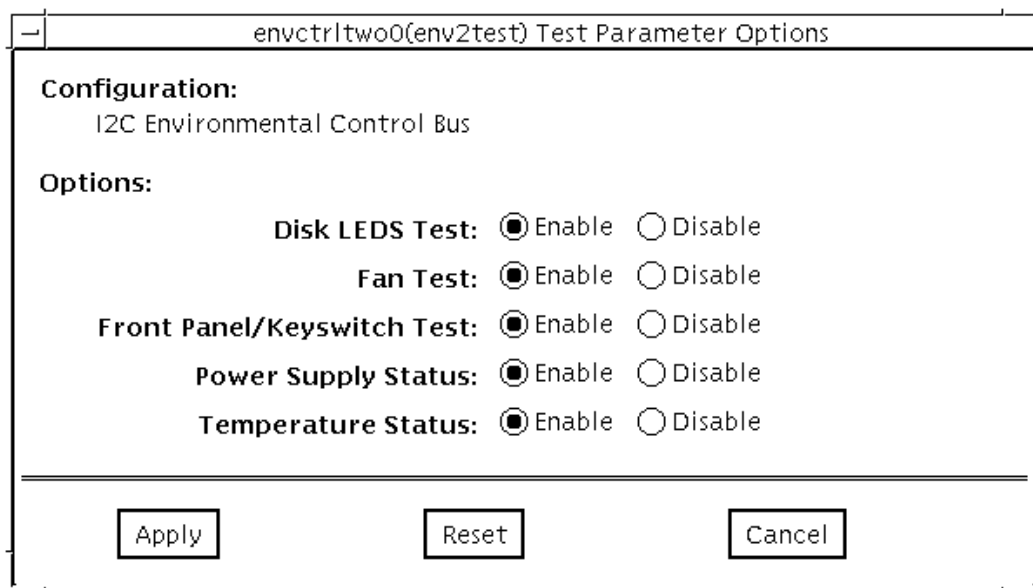 envctrltwo0(env2test) Test Parameter Options
Configuration:
I2C Environmental Control Bus
Options:
Disk LEDS Test: Enable Disable
Fan Test: Enable Disable
Front Panel/Keyswitch Test: Enable Disable
Power Supply Status: Enable Disable
Temperature Status: Enable Disable
Apply Reset Cancel